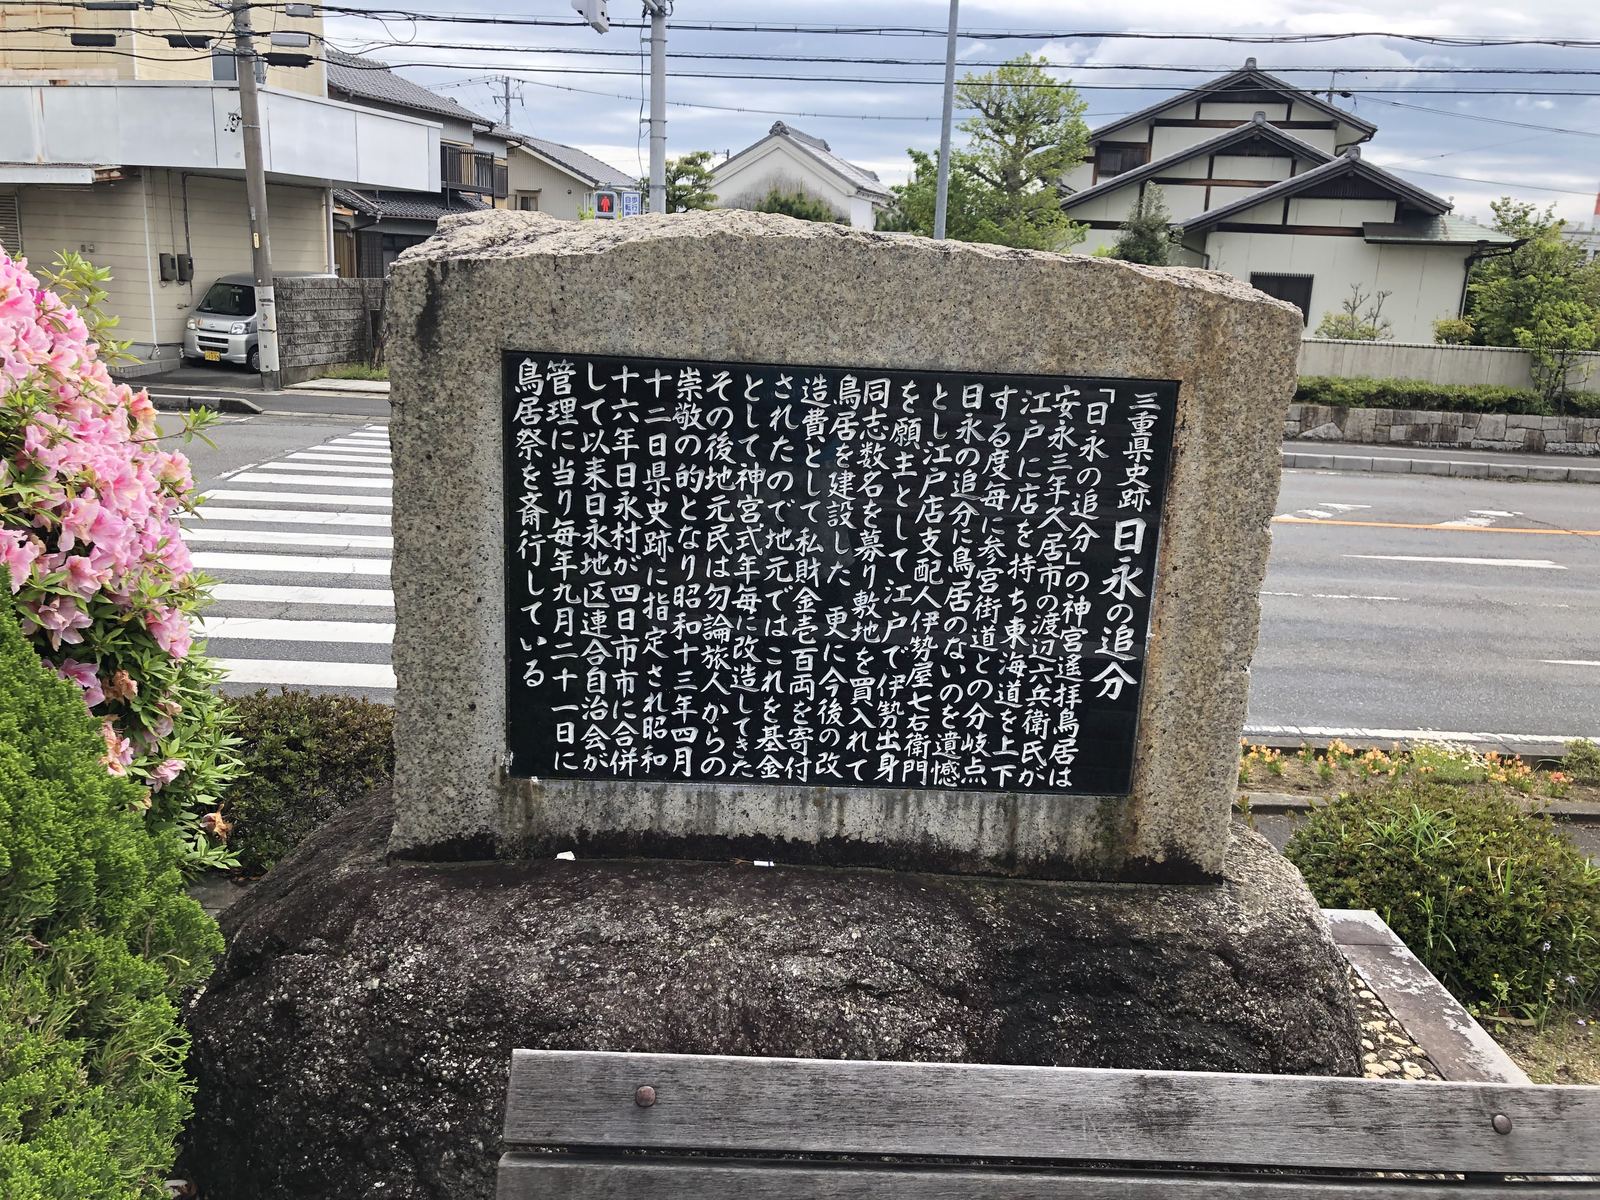 三重県史跡 日永の追分
「日永の追分」の神宮遥拝鳥居は
安永三年久居市の渡辺六兵衛氏が
江戸に店を持ち東海道を上下
する度毎に参宮街道との分岐点
日永の追分に鳥居のないのを遺憾
とし江戸店支配人伊勢屋七右衛門
を願主として江戸で伊勢出身
同志数名を募り敷地を買入れて
鳥居を建設した 更に今後の改
造費として私財金壱百両を寄付
されたので地元ではこれを基金
として神宮式年毎に改造してきた
その後地元民は勿論旅人からの
崇敬の的となり昭和十三年四月
十二日県史跡に指定され昭和
十六年日永村が四日市市に合併
して以来日永地区連合自治会が
管理に当り毎年九月二十一日に
鳥居祭を斎行している